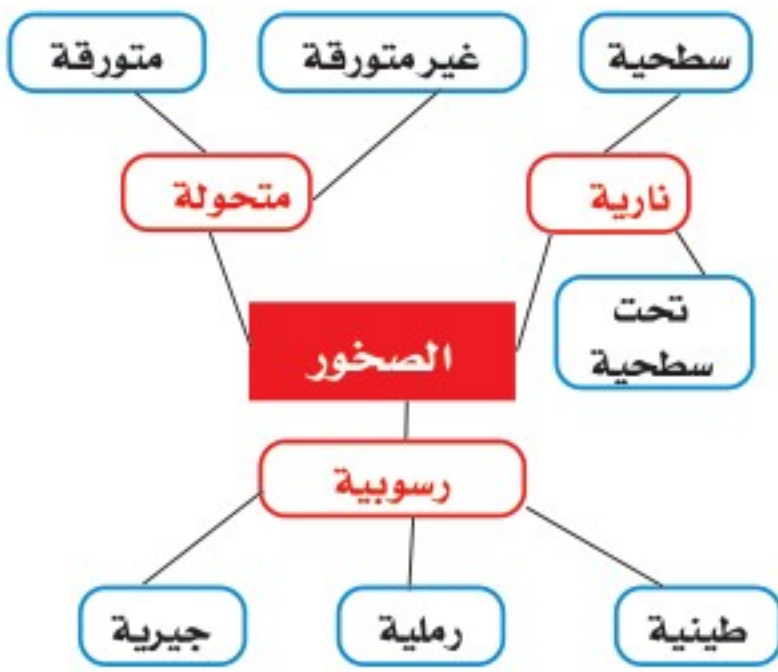 سطحية
غير متورقة
متورقة
نارية
متحولة
تحت
سطحية
الصخور
رسوبية
طينية
رملية
جيرية